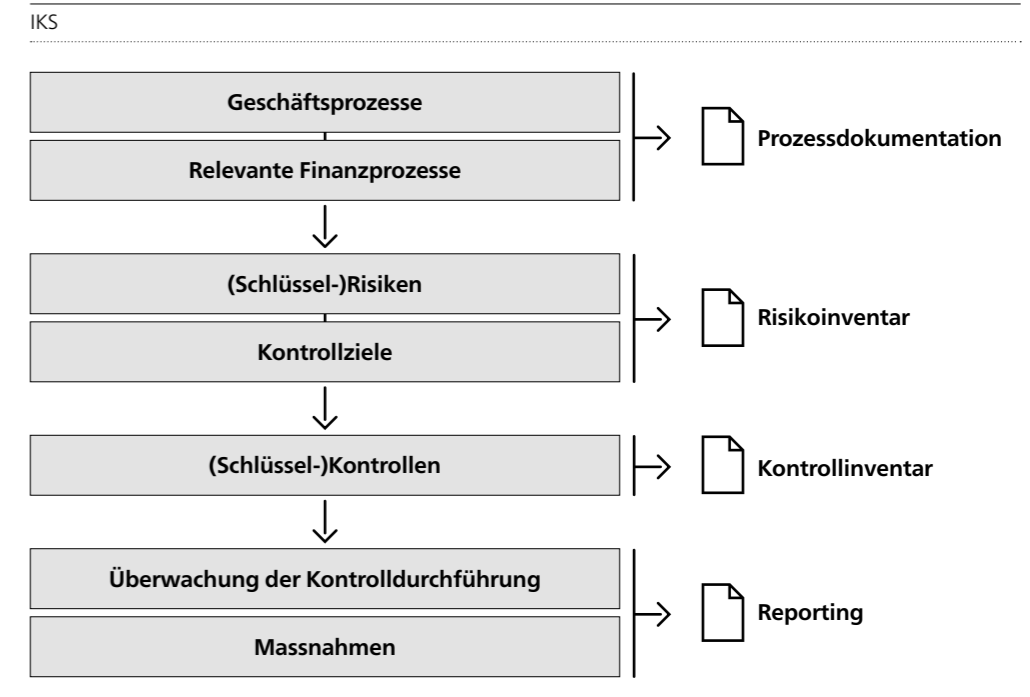 IKS
Geschäftsprozesse
Relevante Finanzprozesse
Prozessdokumentation
(Schlüssel-)Risiken
Kontrollziele
Risikoinventar
(Schlüssel-)Kontrollen
Kontrollinventar
Überwachung der Kontrolldurchführung
Massnahmen
Reporting